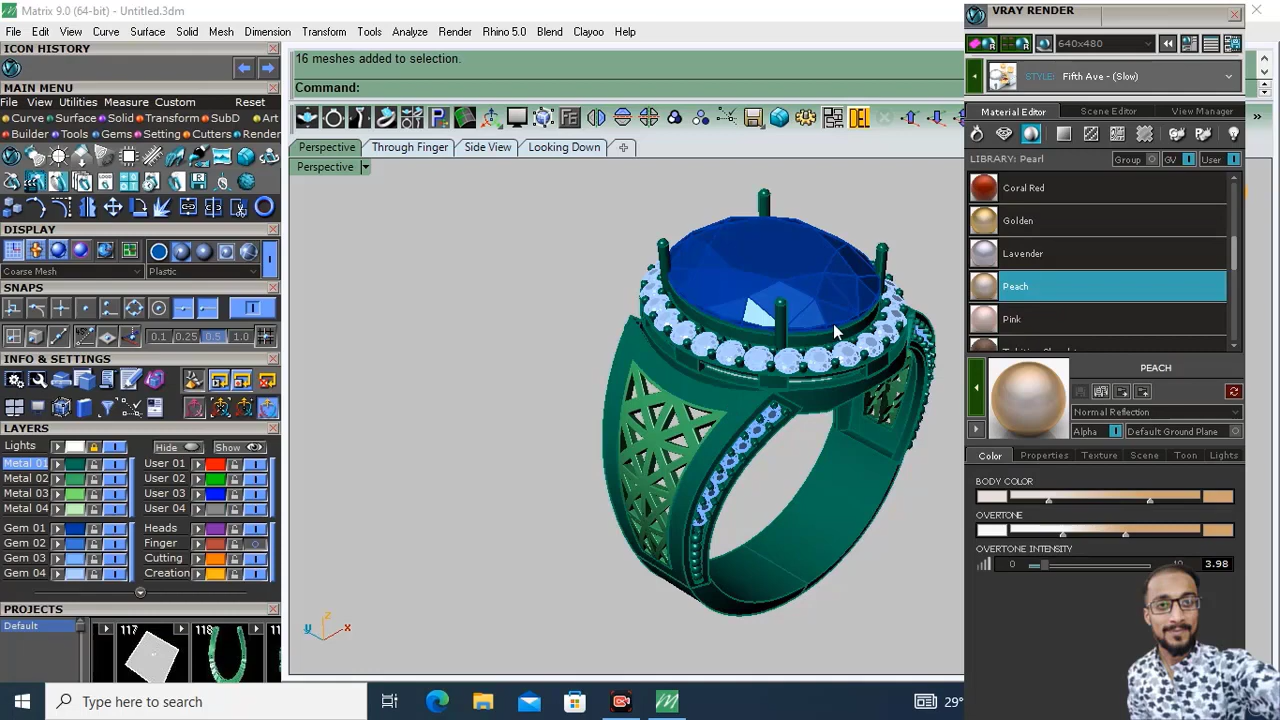 Matrix 9.0 (64-bit) - Untitled.3dm
File Edit View Curve Surface Solid Mesh Dimension Transform Tools Analyze Render Rhino 5.0 Blend Clayoo Help
ICON HISTORY
16 meshes added to selection.
Command:
MAIN MENU
File View Utilities Measure Custom Reset
Curve Surface Solid Transform SubD Art
Builder Tools Gems Setting Cutters Render
Perspective Through Finger Side View Looking Down
Perspective
DISPLAY
Coarse Mesh Plastic
SNAPS
0.1 0.25 0.5 1.0
INFO & SETTINGS
LAYERS
Lights Hide Show
Metal 01 User 01
Metal 02 User 02
Metal 03 User 03
Metal 04 User 04
Gem 01 Heads
Gem 02 Finger
Gem 03 Cutting
Gem 04 Creation
PROJECTS
Default
117 118
z
y x
VRAY RENDER
640x480
STYLE: Fifth Ave - (Slow)
Material Editor Scene Editor View Manager
LIBRARY: Pearl Group GV User
Coral Red
Golden
Lavender
Peach
Pink
PEACH
Normal Reflection
Alpha Default Ground Plane
Color Properties Texture Scene Toon Lights
BODY COLOR
OVERTONE
OVERTONE INTENSITY
0 10 3.98
Type here to search
29°